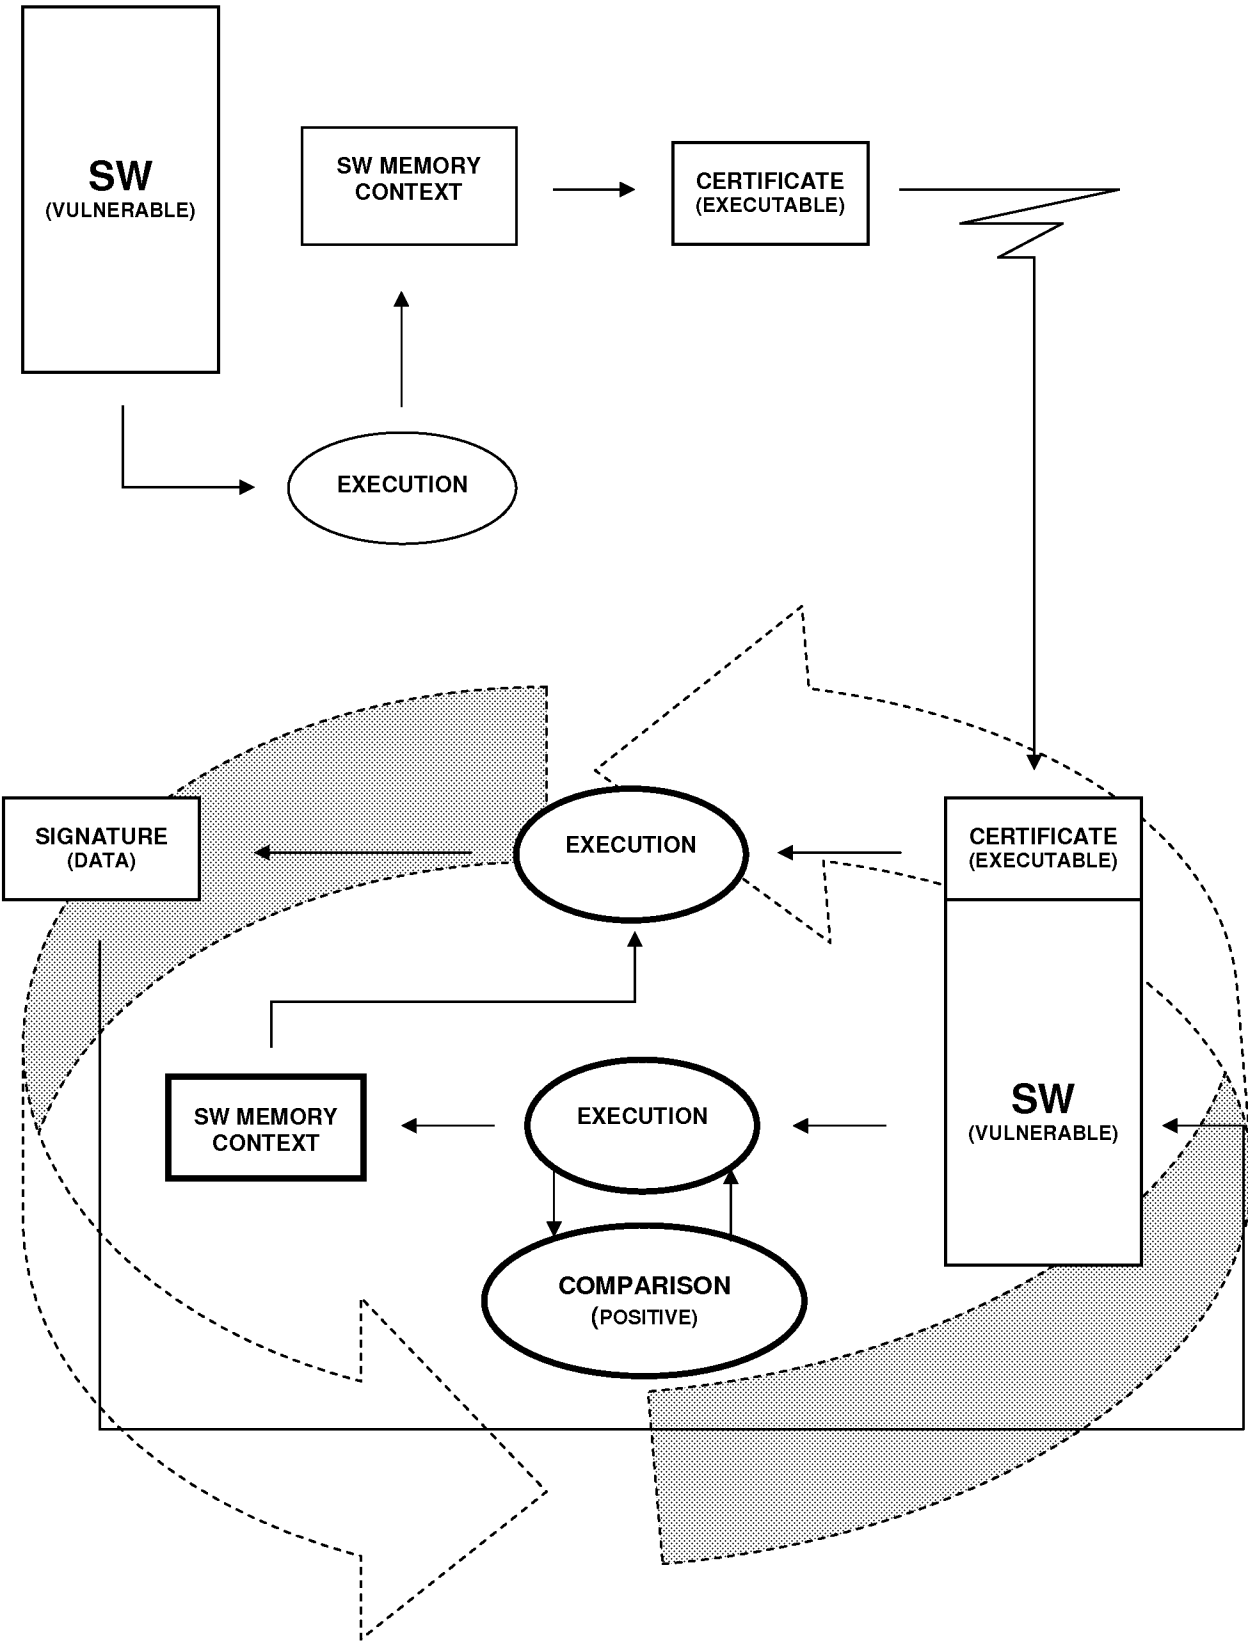 SW
(VULNERABLE)
SW MEMORY
CONTEXT
CERTIFICATE
(EXECUTABLE)
EXECUTION
SIGNATURE
(DATA)
EXECUTION
CERTIFICATE
(EXECUTABLE)
SW MEMORY
CONTEXT
EXECUTION
SW
(VULNERABLE)
COMPARISON
(POSITIVE)